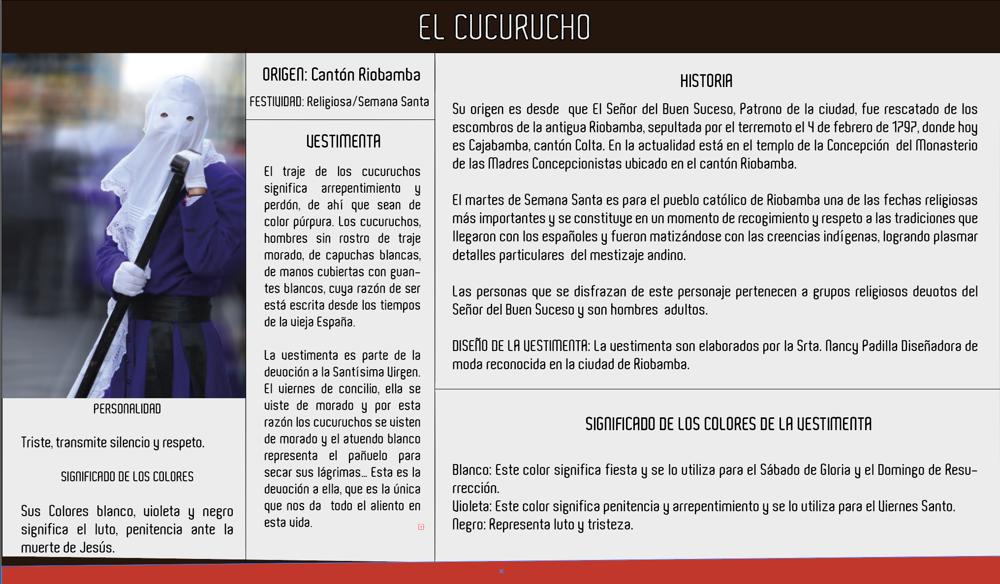 EL CUCURUCHO
PERSONALIDAD
Triste, transmite silencio y respeto.
SIGNIFICADO DE LOS COLORES
Sus Colores blanco, violeta y negro
significa el luto, penitencia ante la
muerte de Jesús.
ORIGEN: Cantón Riobamba
FESTIVIDAD: Religiosa/Semana Santa
VESTIMENTA
El traje de los cucuruchos
significa arrepentimiento y
perdón, de ahí que sean de
color púrpura. Los cucuruchos,
hombres sin rostro de traje
morado, de capuchas blancas,
de manos cubiertas con guan-
tes blancos, cuya razón de ser
está escrita desde los tiempos
de la vieja España.
La vestimenta es parte de la
devoción a la Santísima Virgen.
El viernes de concilio, ella se
viste de morado y por esta
razón los cucuruchos se visten
de morado y el atuendo blanco
representa el pañuelo para
secar sus lágrimas... Esta es la
devoción a ella, que es la única
que nos da todo el aliento en
esta vida.
HISTORIA
Su origen es desde que El Señor del Buen Suceso, Patrono de la ciudad, fue rescatado de los
escombros de la antigua Riobamba, sepultada por el terremoto el 4 de febrero de 1797, donde hoy
es Cajabamba, cantón Colta. En la actualidad está en el templo de la Concepción del Monasterio
de las Madres Concepcionistas ubicado en el cantón Riobamba.
El martes de Semana Santa es para el pueblo católico de Riobamba una de las fechas religiosas
más importantes y se constituye en un momento de recogimiento y respeto a las tradiciones que
llegaron con los españoles y fueron matizándose con las creencias indígenas, logrando plasmar
detalles particulares del mestizaje andino.
Las personas que se disfrazan de este personaje pertenecen a grupos religiosos devotos del
Señor del Buen Suceso y son hombres adultos.
DISEÑO DE LA VESTIMENTA: La vestimenta son elaborados por la Srta. Nancy Padilla Diseñadora de
moda reconocida en la ciudad de Riobamba.
SIGNIFICADO DE LOS COLORES DE LA VESTIMENTA
Blanco: Este color significa fiesta y se lo utiliza para el Sábado de Gloria y el Domingo de Resu-
rrección.
Violeta: Este color significa penitencia y arrepentimiento y se lo utiliza para el Viernes Santo.
Negro: Representa luto y tristeza.